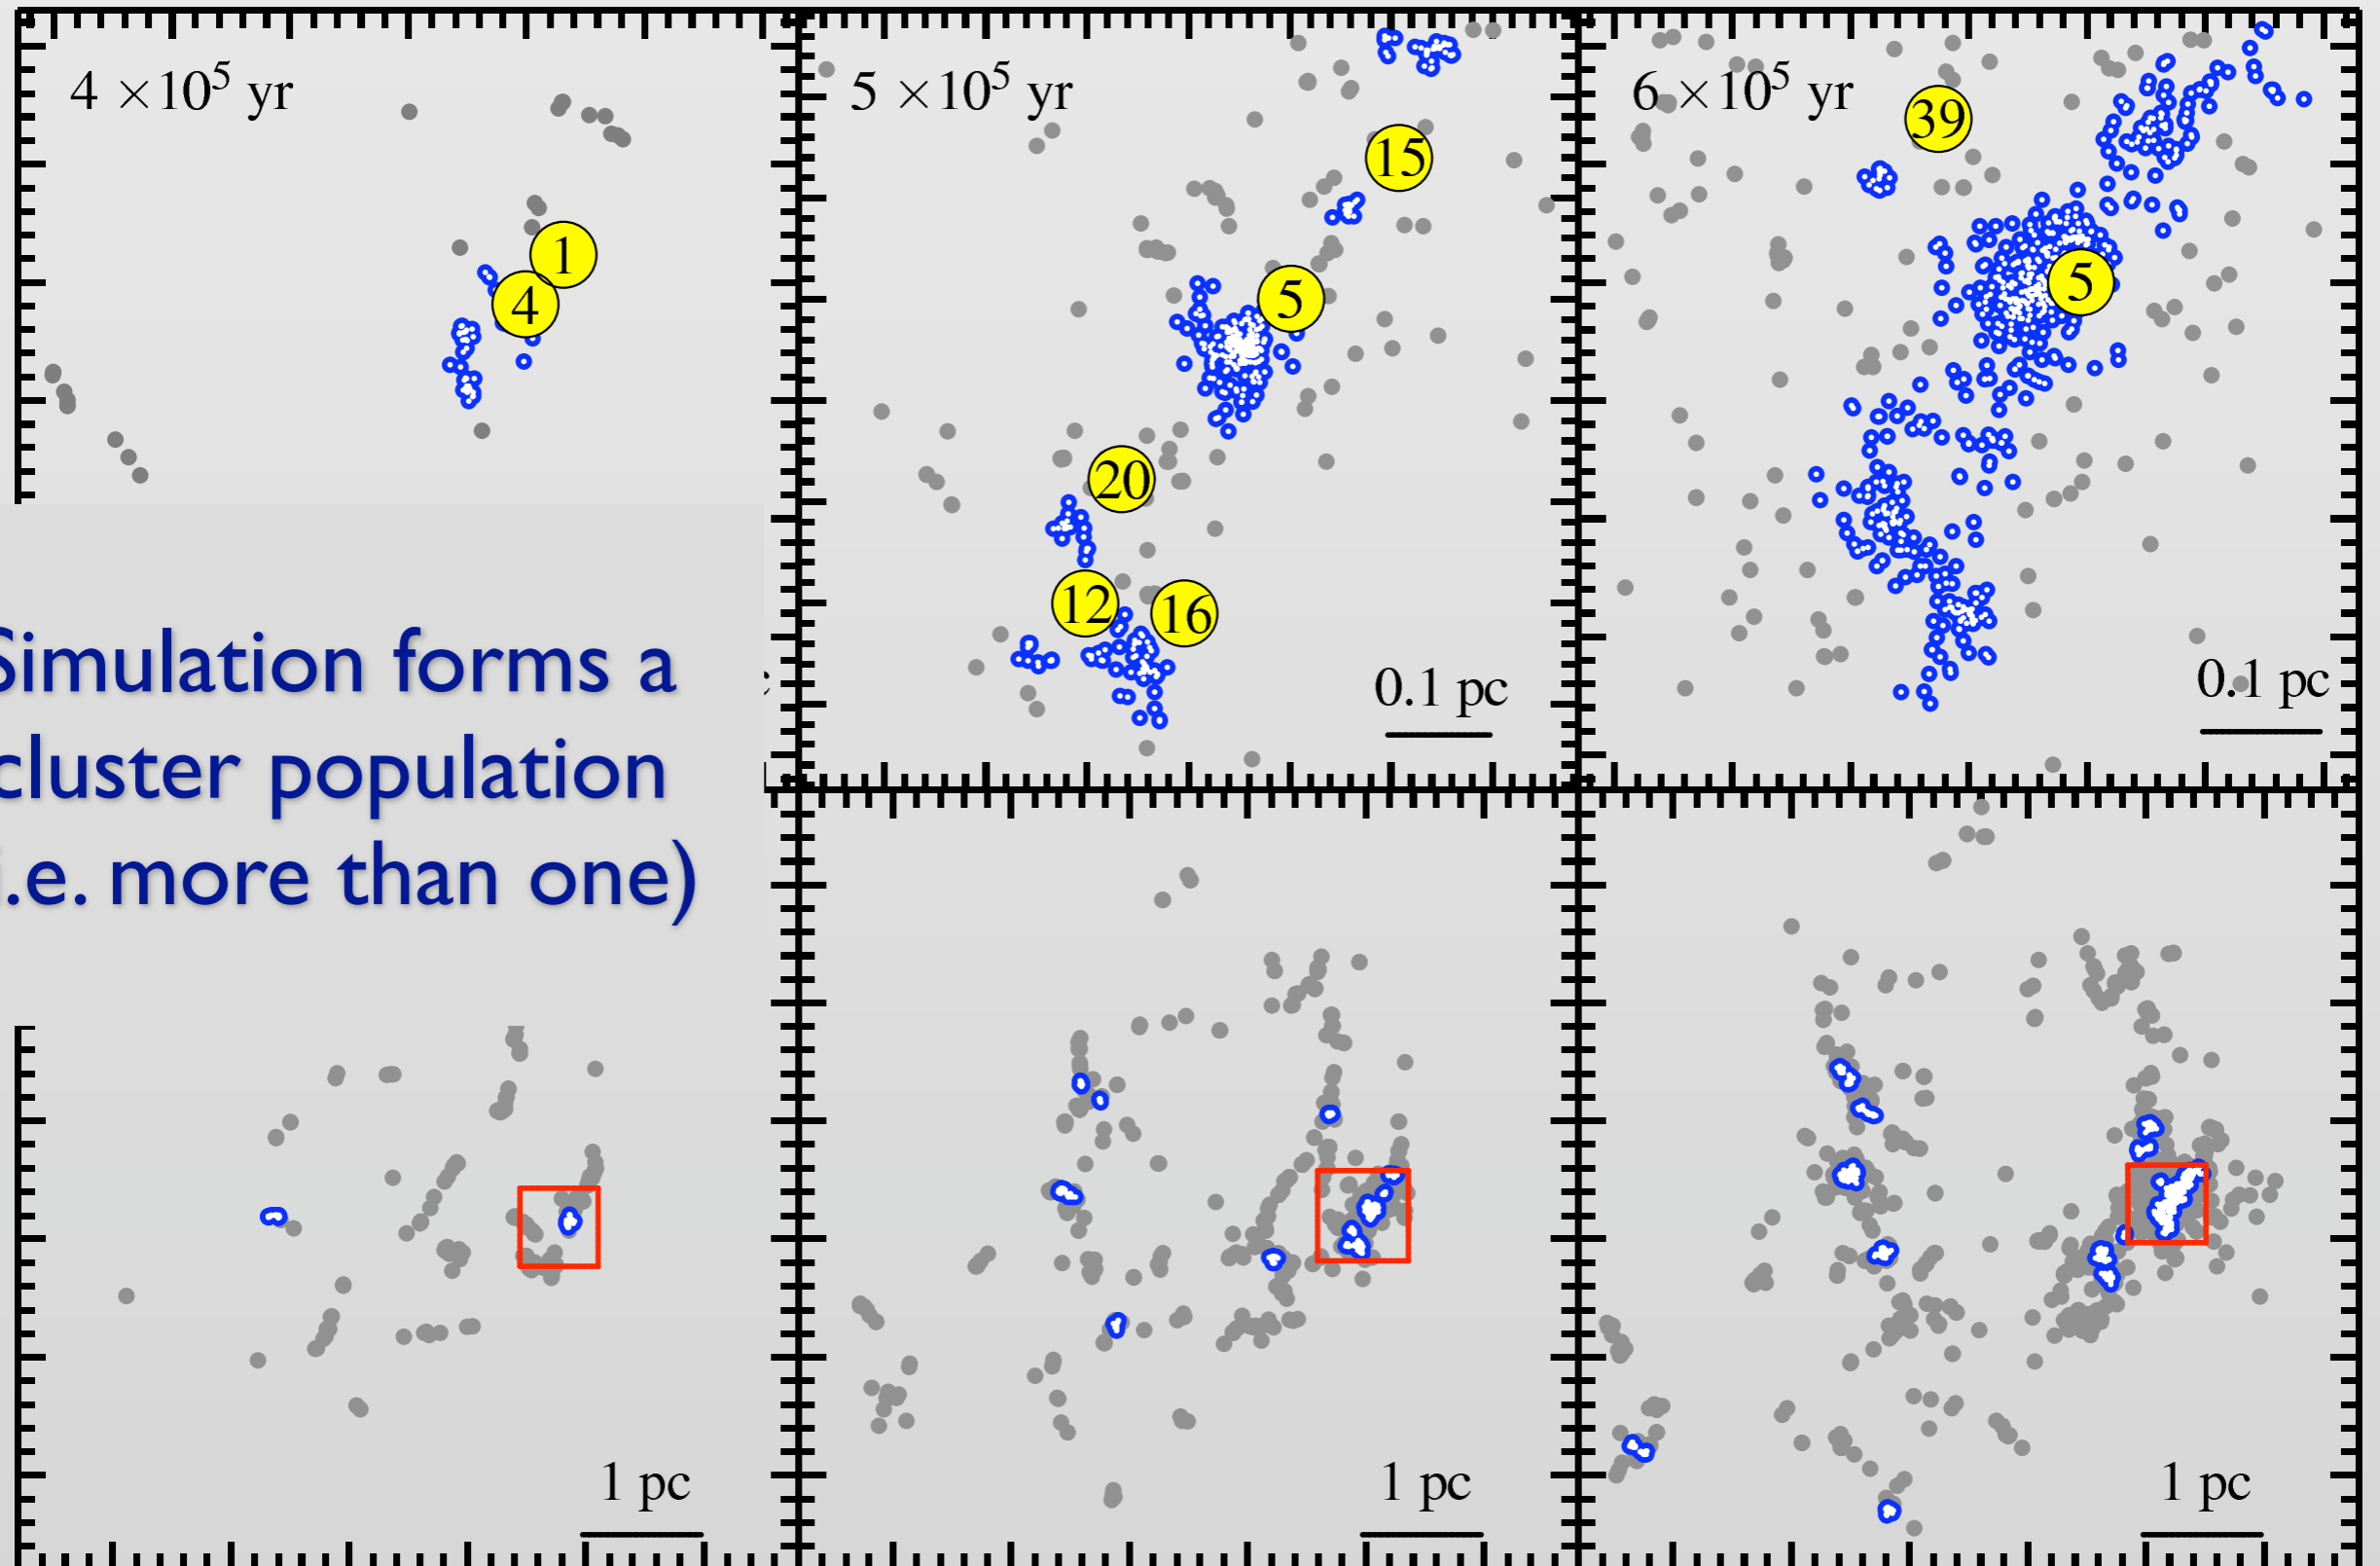 4 ×10⁵ yr
1
4
5 ×10⁵ yr
15
5
20
12
16
0.1 pc
6 ×10⁵ yr
39
5
0.1 pc
Simulation forms a
cluster population
i.e. more than one)
1 pc
1 pc
1 pc